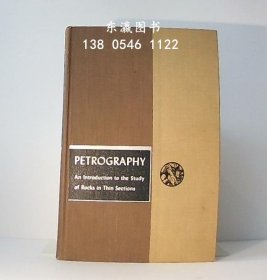 东瀛图书
138 0546 1122
PETROGRAPHY
An Introduction to the Study
of Rocks in Thin Sections